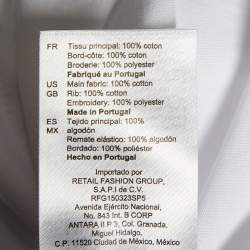 FR Tissu principal: 100% coton
Bord-côte: 100% coton
Broderie: 100% polyester
Fabriqué au Portugal
US Main fabric: 100% cotton
GB Rib: 100% cotton
Embroidery: 100% polyester
Made in Portugal
ES Tejido principal: 100%
MX algodón
Remate elástico: 100% algodón
Bordado: 100% poliéster
Hecho en Portugal
Importado por
RETAIL FASHION GROUP,
S.A.P.I de C.V.
RFG150323SP5
Avenida Ejército Nacional,
No. 843 Int. B CORP
ANTARA II P 3, Col. Granada,
Miguel Hidalgo,
C.P. 11520 Ciudad de México,